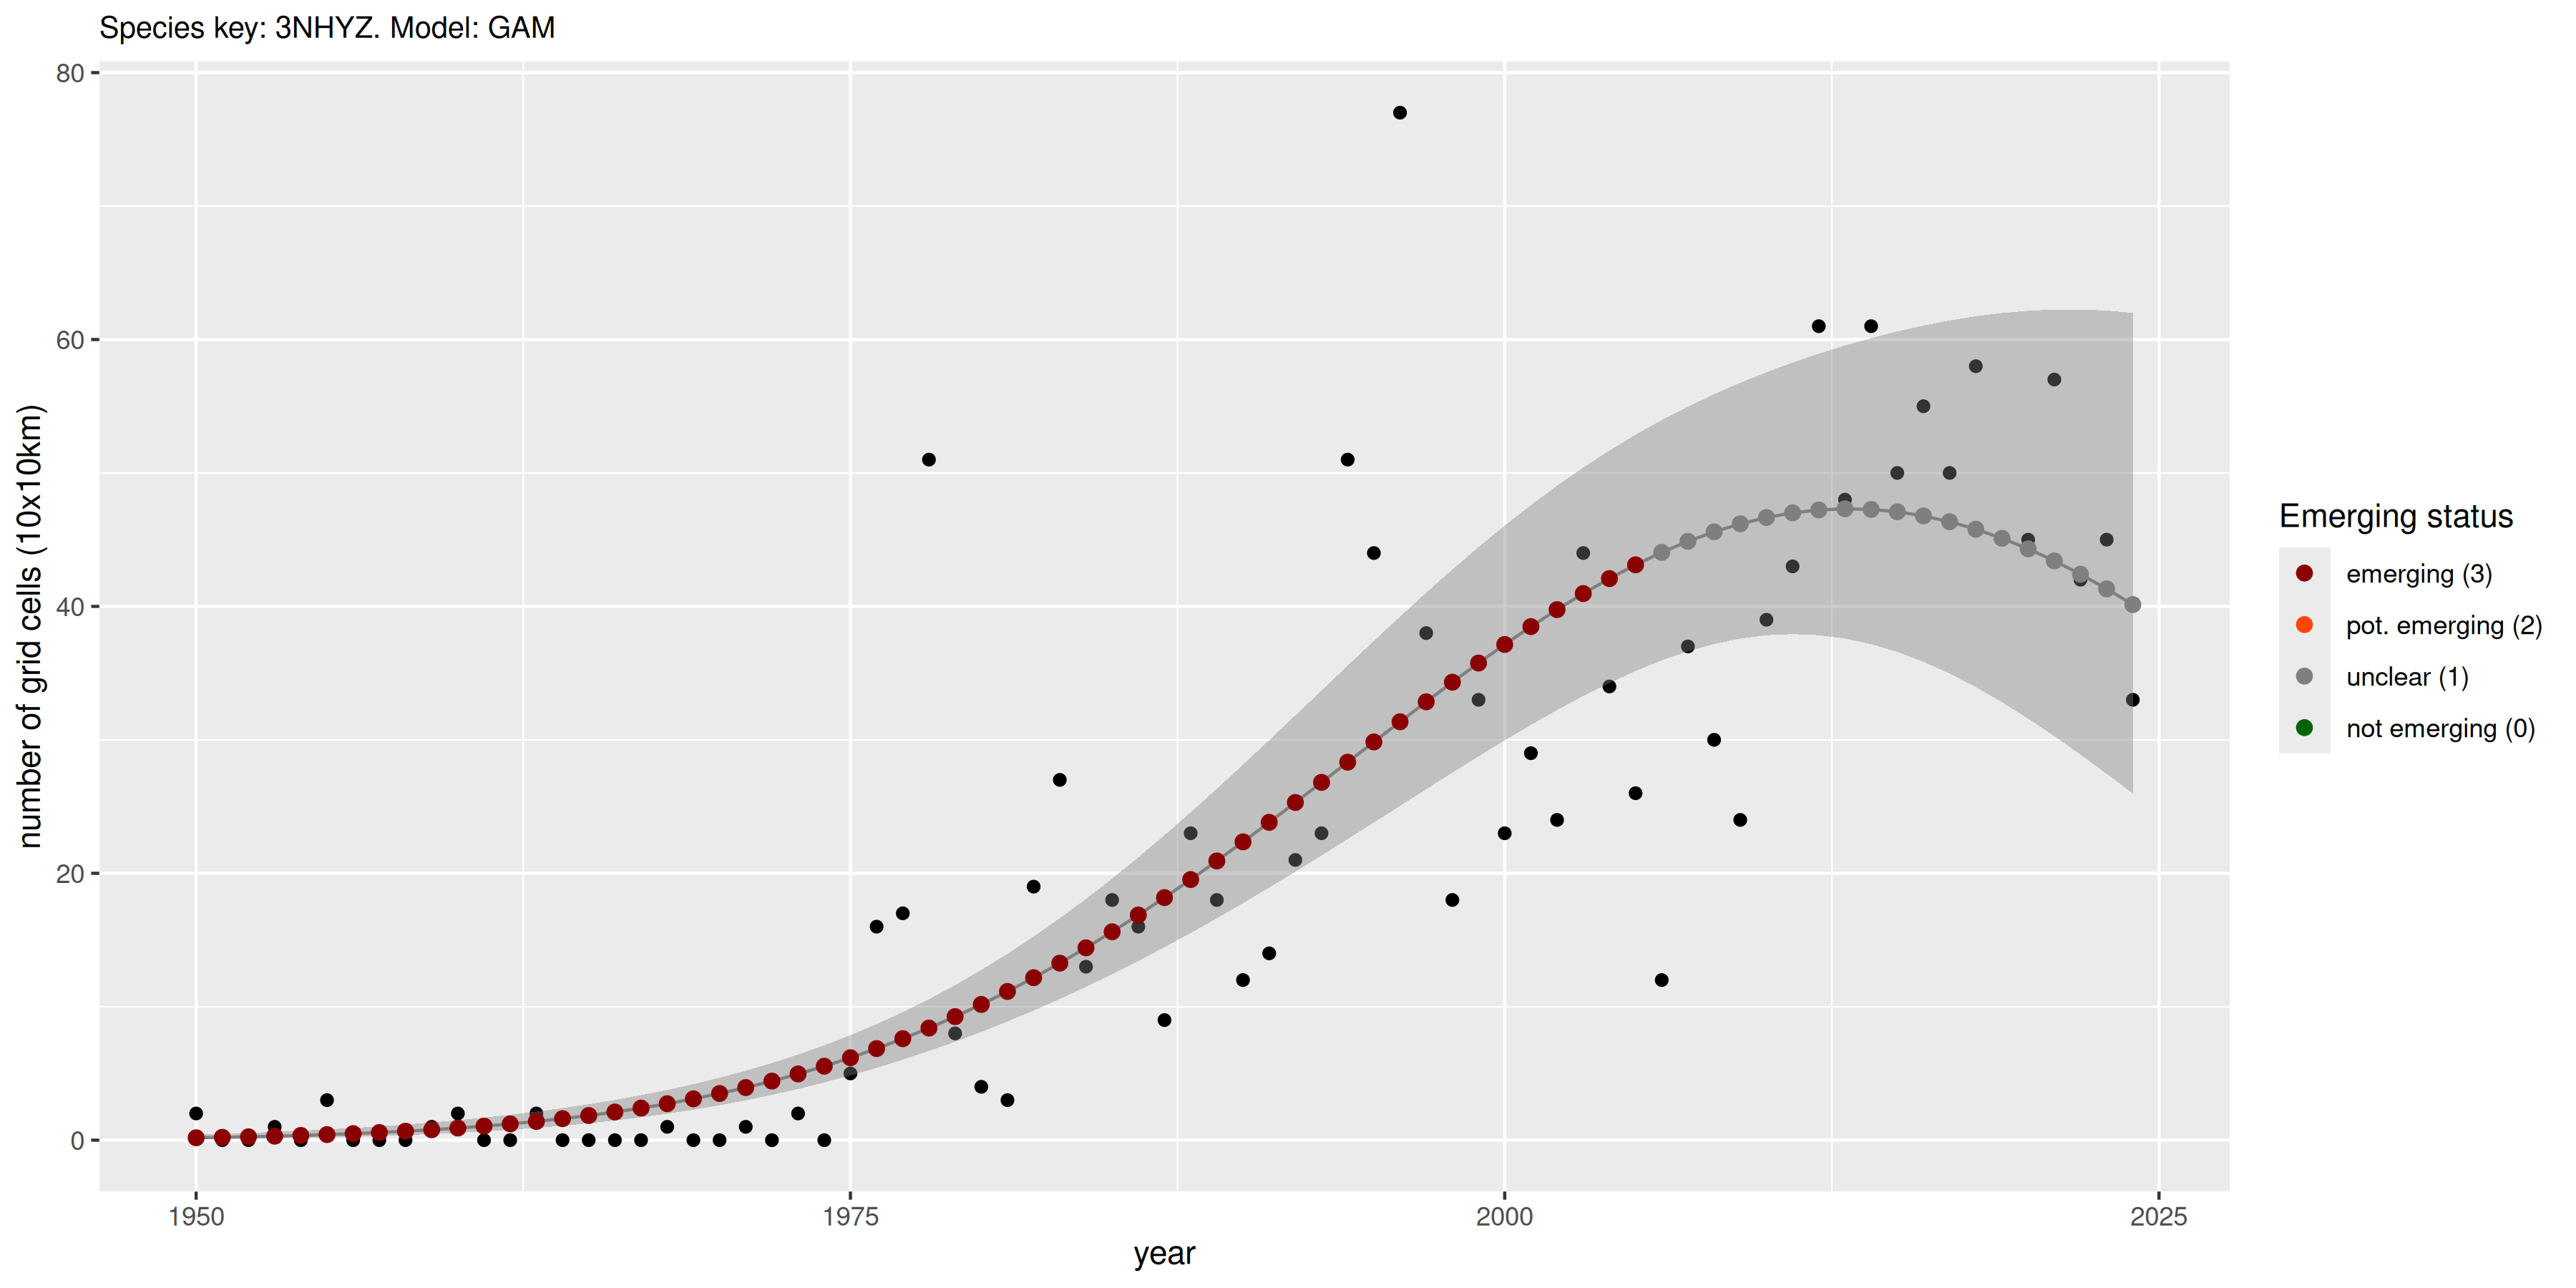 Species key: 3NHYZ. Model: GAM
80
60
40
20
0
number of grid cells (10x10km)
1950
1975
2000
2025
year
Emerging status
emerging (3)
pot. emerging (2)
unclear (1)
not emerging (0)